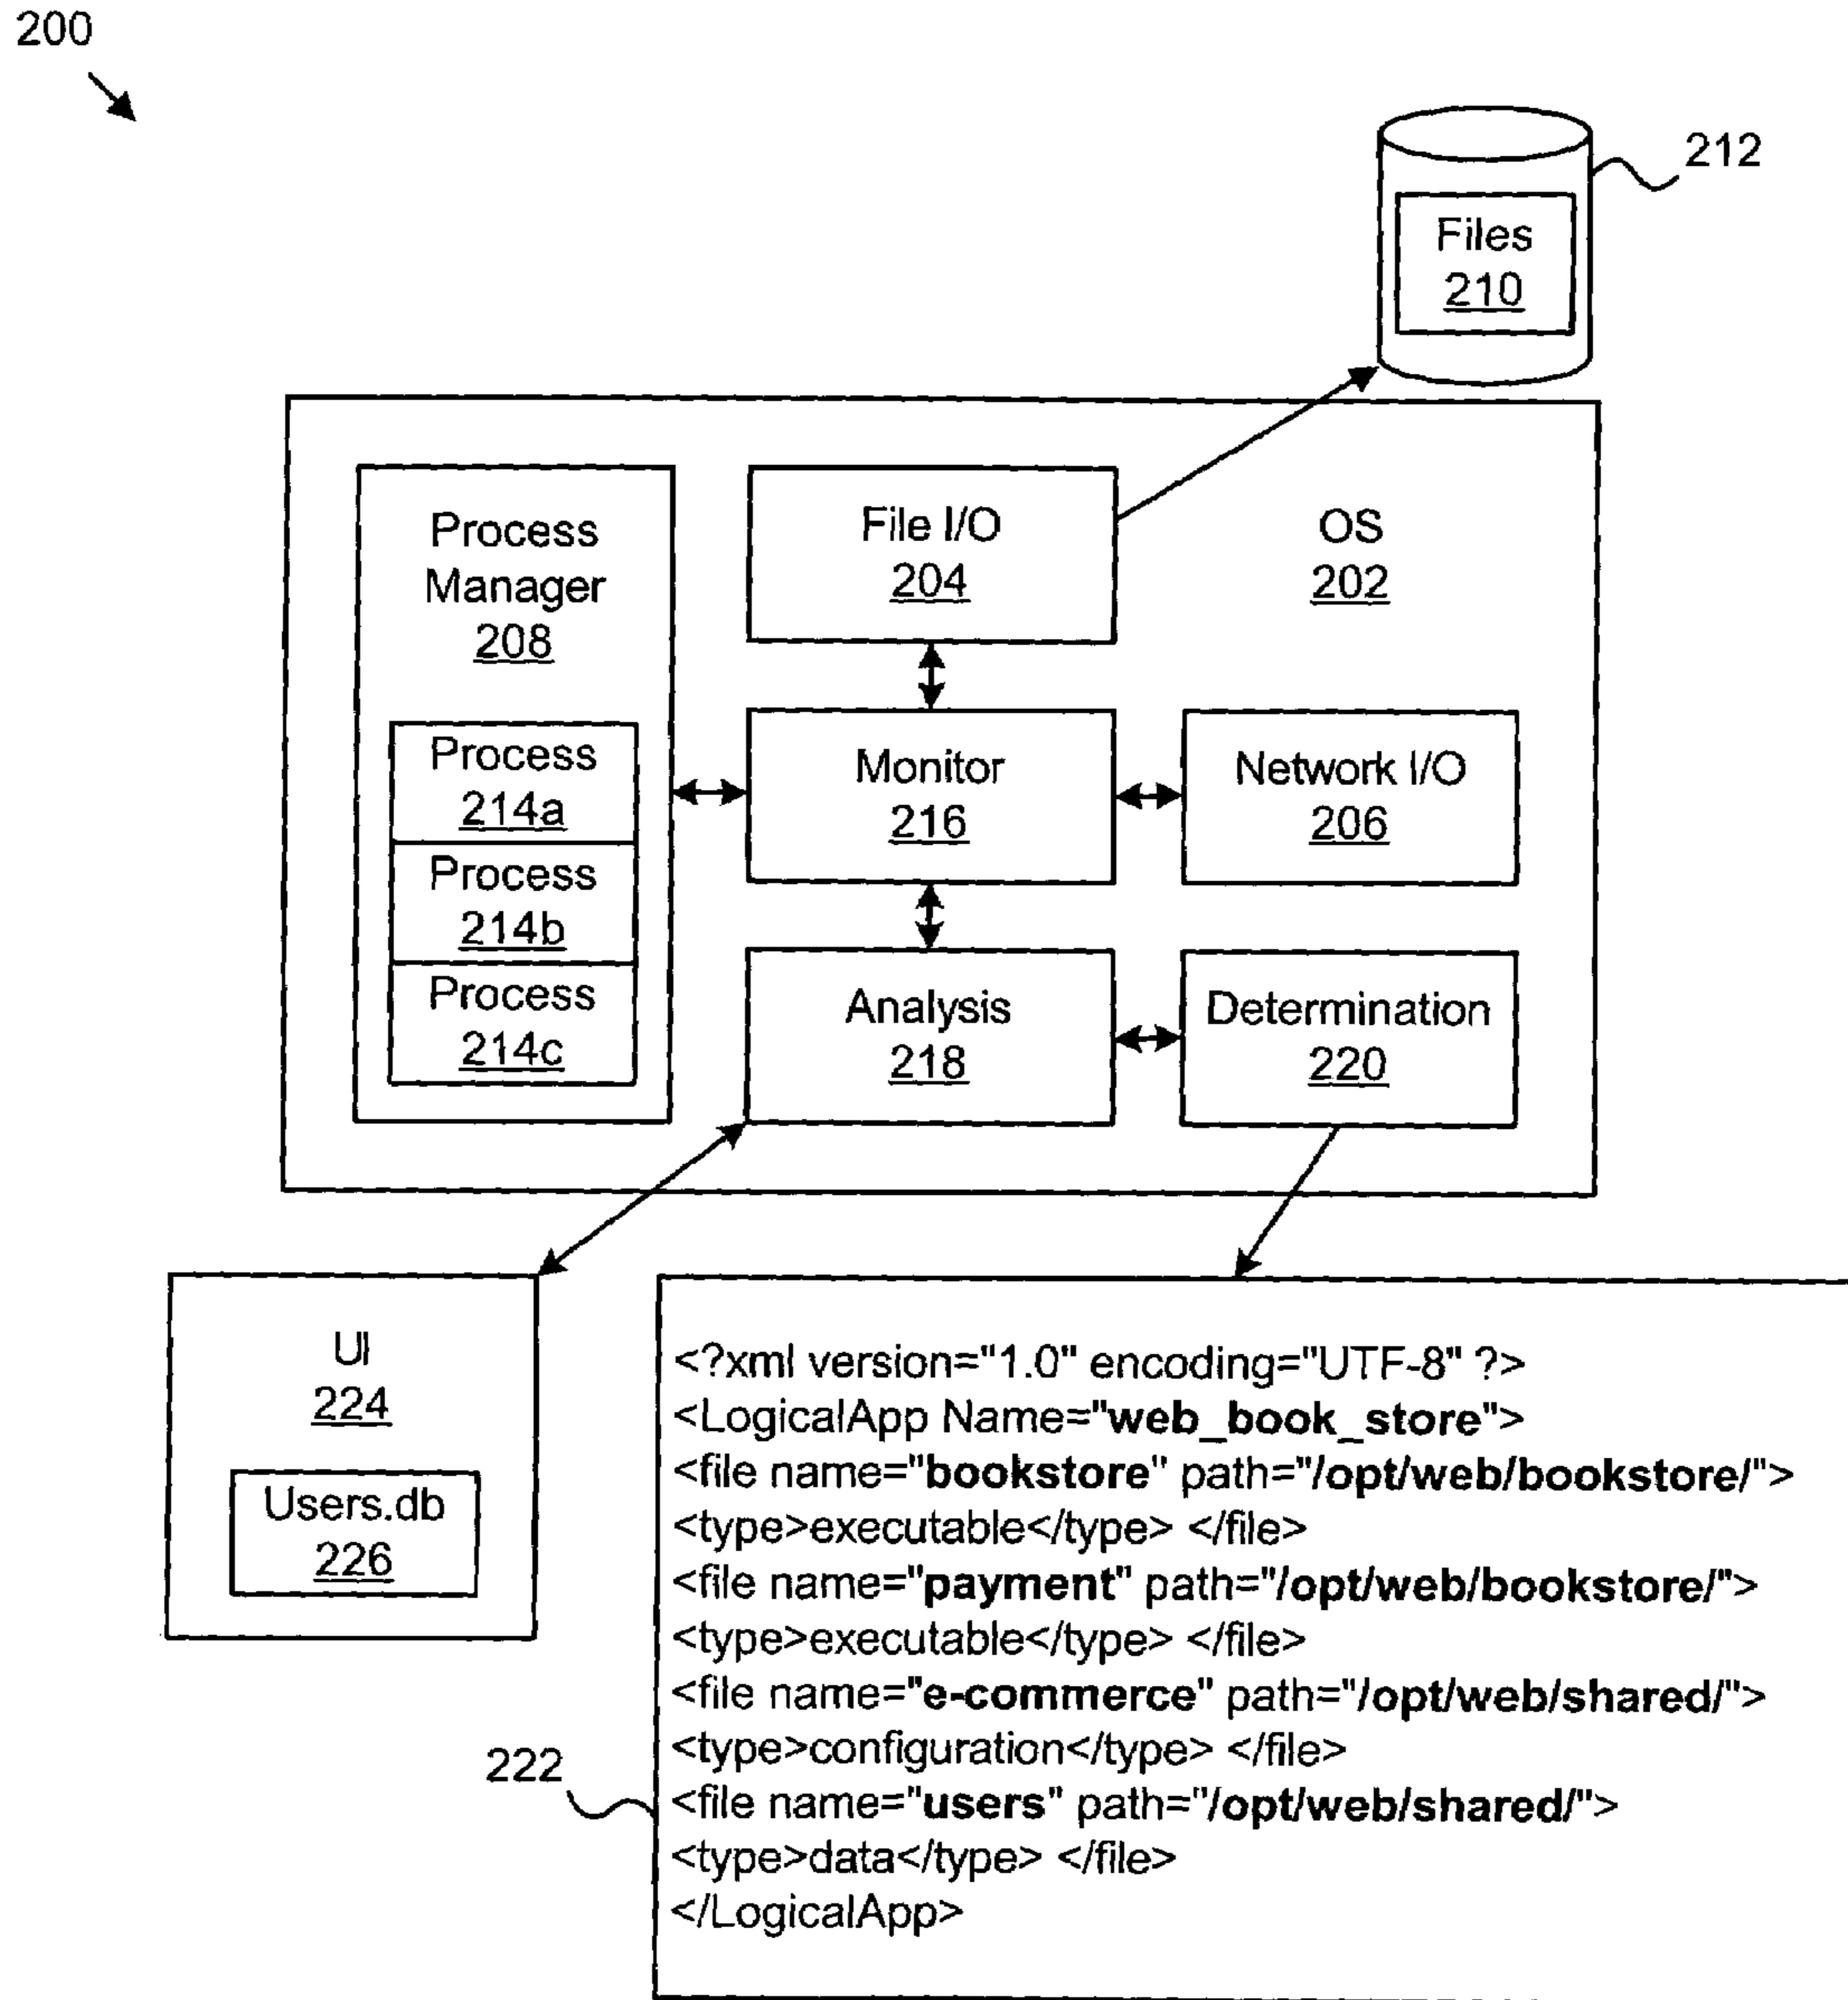 200
212
Files
210
Process
Manager
208
File I/O
204
OS
202
Process
214a
Process
214b
Process
214c
Monitor
216
Network I/O
206
Analysis
218
Determination
220
UI
224
Users.db
226
222
<?xml version="1.0" encoding="UTF-8" ?>
<LogicalApp Name="web_book_store">
<file name="bookstore" path="/opt/web/bookstore/">
<type>executable</type> </file>
<file name="payment" path="/opt/web/bookstore/">
<type>executable</type> </file>
<file name="e-commerce" path="/opt/web/shared/">
<type>configuration</type> </file>
<file name="users" path="/opt/web/shared/">
<type>data</type> </file>
</LogicalApp>